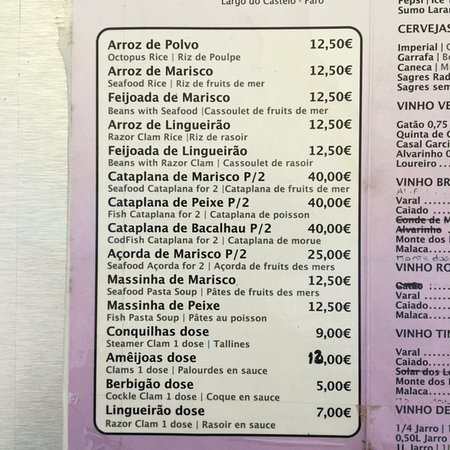 Largo do Castelo - Faro
Arroz de Polvo 12,50€
Octopus Rice | Riz de Poulpe
Arroz de Marisco 12,50€
Seafood Rice | Riz de fruits de mer
Feijoada de Marisco 12,50€
Beans with Seafood |Cassoulet de fruits de mer
Arroz de Lingueirão 12,50€
Razor Clam Rice |Riz de rasoir
Feijoada de Lingueirão 12,50€
Beans with Razor Clam | Cassoulet de rasoir
Cataplana de Marisco P/2 40,00€
Seafood Cataplana for 2 |Cataplana de fruits de mer
Cataplana de Peixe P/2 40,00€
Fish Cataplana for 2 | Cataplana de poisson
Cataplana de Bacalhau P/2 40,00€
CodFish Cataplana for 2 | Cataplana de morue
Açorda de Marisco P/2 25,00€
Seafood Açorda for 2 | Açorda de fruits des mers
Massinha de Marisco 12,50€
Seafood Pasta Soup | Pâtes de fruits des mers
Massinha de Peixe 12,50€
Fish Pasta Soup | Pâtes au poisson
Conquilhas dose 9,00€
Steamer Clam 1 dose | Tallines
Amêijoas dose 12,00€
Clams 1 dose | Palourdes en sauce
Berbigão dose 5,00€
Cockle Clam 1 dose | Coque en sauce
Lingueirão dose 7,00€
Razor Clam 1 dose | Rasoir en sauce
Pepsi | Ice
Sumo Lara
CERVEJAS
Imperial |
Garrafa | Be
Caneca | M
Sagres Rad
Sagres sem
VINHO VE
Gatão 0,75
Quinta de
Casal Garci
Alvarinho 0
Loureiro
VINHO BR
Varal
Caiado
Conde de M
Alvarinho
Monte dos
Malaca
VINHO RO
Gatão
Varal
Caiado
Malaca
VINHO TIN
Varal
Caiado
Solar dos Lo
Monte dos
Malaca
VINHO DE
1/4 Jarro |
0,50L Jarro
1L Jarro |